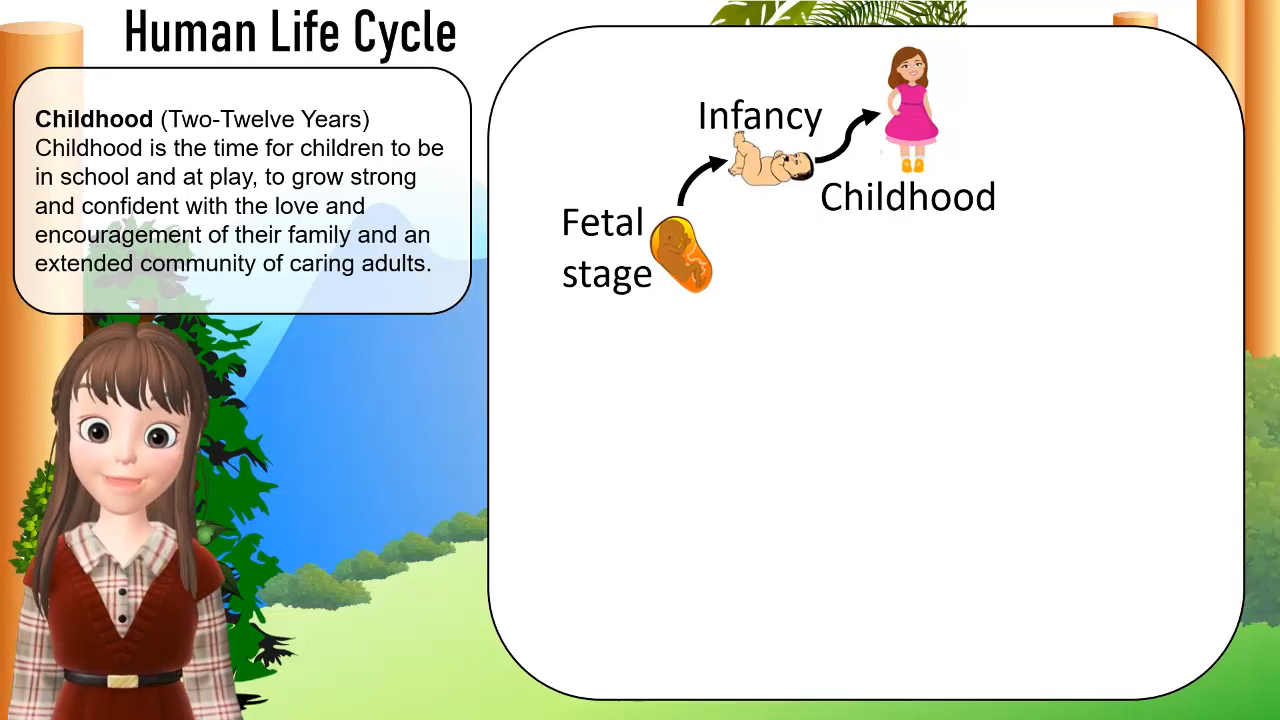 Human Life Cycle
Childhood (Two-Twelve Years)
Childhood is the time for children to be
in school and at play, to grow strong
and confident with the love and
encouragement of their family and an
extended community of caring adults.
Infancy
Childhood
Fetal
stage